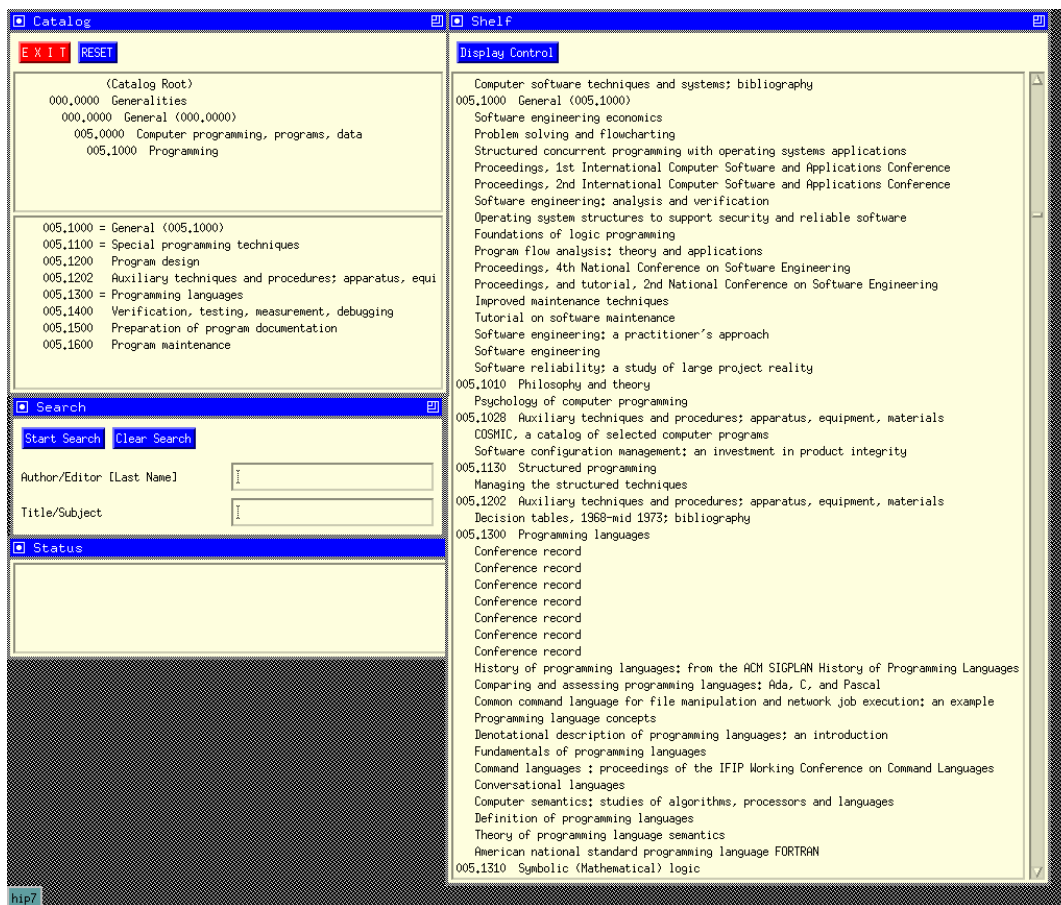 Catalog
E X I T RESET
(Catalog Root)
000.0000 Generalities
000.0000 General (000.0000)
005.0000 Computer programming, programs, data
005.1000 Programming
005.1000 = General (005.1000)
005.1100 = Special programming techniques
005.1200 Program design
005.1202 Auxiliary techniques and procedures; apparatus, equi
005.1300 = Programming languages
005.1400 Verification, testing, measurement, debugging
005.1500 Preparation of program documentation
005.1600 Program maintenance
Search
Start Search Clear Search
Author/Editor [Last Name]
Title/Subject
Status
Shelf
Display Control
Computer software techniques and systems; bibliography
005.1000 General (005.1000)
Software engineering economics
Problem solving and flowcharting
Structured concurrent programming with operating systems applications
Proceedings, 1st International Computer Software and Applications Conference
Proceedings, 2nd International Computer Software and Applications Conference
Software engineering: analysis and verification
Operating system structures to support security and reliable software
Foundations of logic programming
Program flow analysis: theory and applications
Proceedings, 4th National Conference on Software Engineering
Proceedings, and tutorial, 2nd National Conference on Software Engineering
Improved maintenance techniques
Tutorial on software maintenance
Software engineering: a practitioner's approach
Software engineering
Software reliability; a study of large project reality
005.1010 Philosophy and theory
Psychology of computer programming
005.1028 Auxiliary techniques and procedures; apparatus, equipment, materials
COSMIC, a catalog of selected computer programs
Software configuration management: an investment in product integrity
005.1130 Structured programming
Managing the structured techniques
005.1202 Auxiliary techniques and procedures; apparatus, equipment, materials
Decision tables, 1968-mid 1973; bibliography
005.1300 Programming languages
Conference record
Conference record
Conference record
Conference record
Conference record
Conference record
Conference record
History of programming languages: from the ACM SIGPLAN History of Programming Languages
Comparing and assessing programming languages: Ada, C, and Pascal
Common command language for file manipulation and network job execution: an example
Programming language concepts
Denotational description of programming languages; an introduction
Fundamentals of programming languages
Command languages : proceedings of the IFIP Working Conference on Command Languages
Conversational languages
Computer semantics: studies of algorithms, processors and languages
Definition of programming languages
Theory of programming language semantics
American national standard programming language FORTRAN
005.1310 Symbolic (Mathematical) logic
hip7